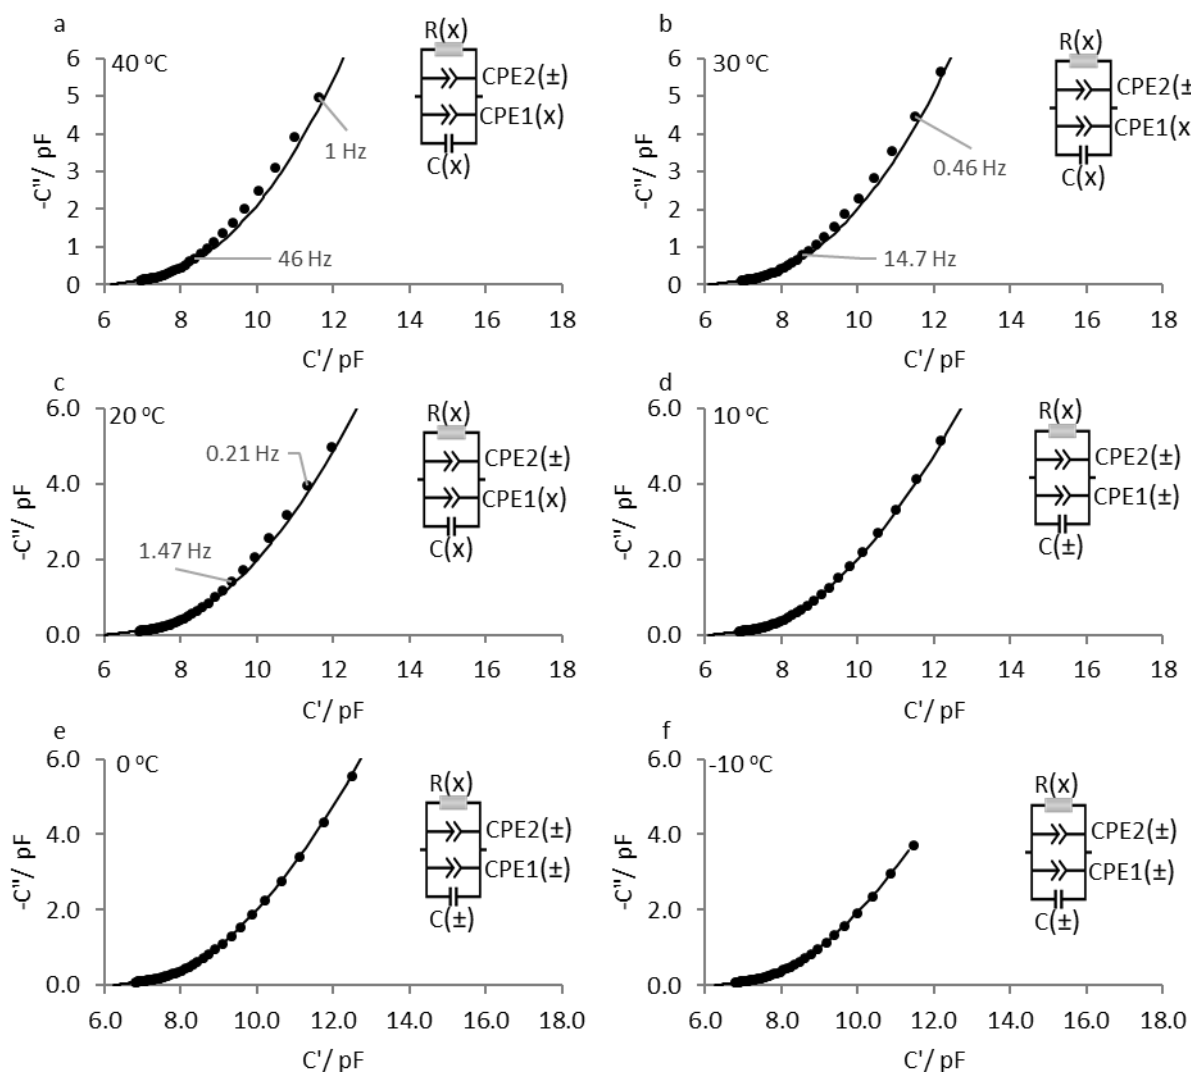 a
40 °C
-C"/ pF
6
5
4
3
2
1
0
1 Hz
46 Hz
R(x)
CPE2(±)
CPE1(x)
C(x)
6 8 10 12 14 16 18
C'/ pF
b
30 °C
-C"/ pF
6
5
4
3
2
1
0
0.46 Hz
14.7 Hz
R(x)
CPE2(±
CPE1(x
C(x)
6 8 10 12 14 16 18
C'/ pF
c
20 °C
-C"/ pF
6.0
4.0
2.0
0.0
0.21 Hz
1.47 Hz
R(x)
CPE2(±)
CPE1(x)
C(x)
6 8 10 12 14 16 18
C'/ pF
d
10 °C
-C"/ pF
6.0
4.0
2.0
0.0
R(x)
CPE2(±)
CPE1(±)
C(±)
6 8 10 12 14 16 18
C'/ pF
e
0 °C
-C"/ pF
6.0
4.0
2.0
0.0
R(x)
CPE2(±)
CPE1(±)
C(±)
6.0 8.0 10.0 12.0 14.0 16.0 18.0
C'/ pF
f
-10 °C
-C"/ pF
6.0
4.0
2.0
0.0
R(x)
CPE2(±)
CPE1(±)
C(±)
6.0 8.0 10.0 12.0 14.0 16.0 18.0
C'/ pF